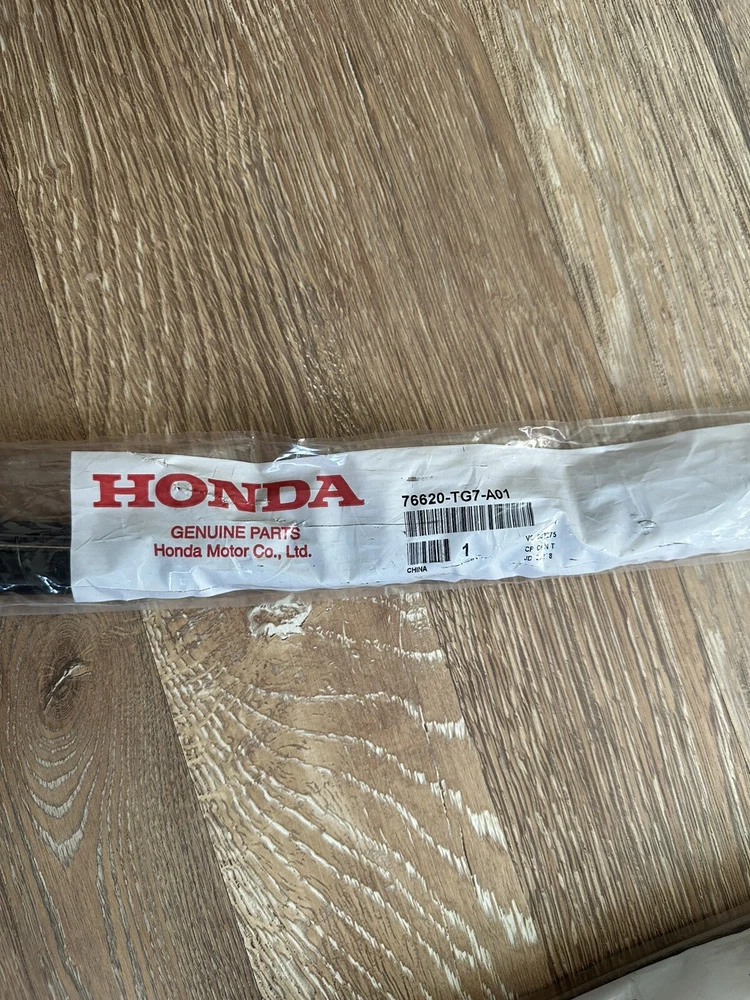 HONDA
GENUINE PARTS
Honda Motor Co., Ltd.
76620-TG7-A01
1
CHINA